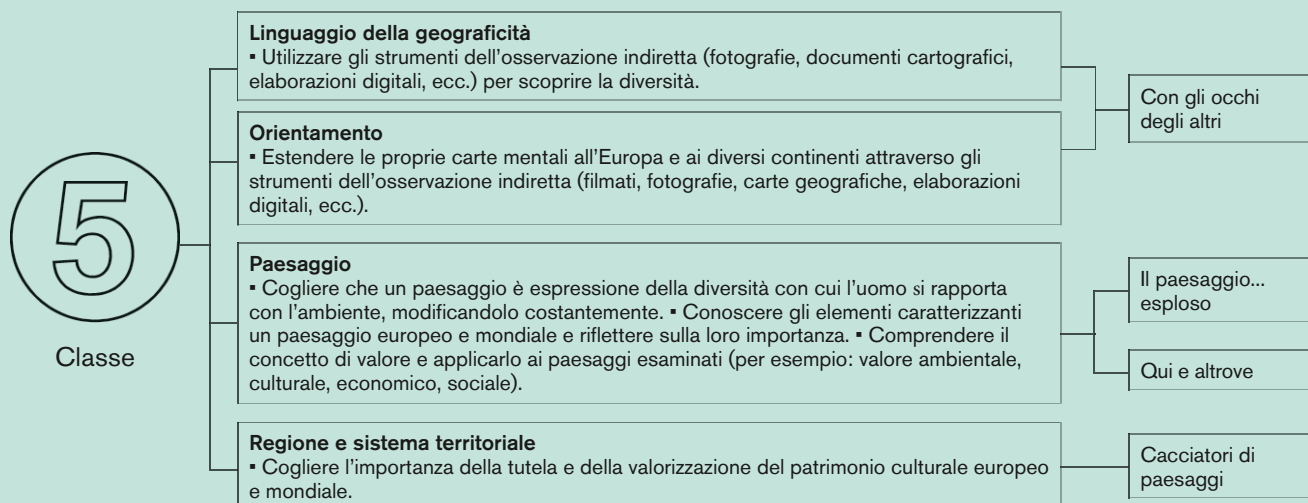 Linguaggio della geograficità
▪ Utilizzare gli strumenti dell’osservazione indiretta (fotografie, documenti cartografici,
elaborazioni digitali, ecc.) per scoprire la diversità.
Con gli occhi
degli altri
Orientamento
▪ Estendere le proprie carte mentali all’Europa e ai diversi continenti attraverso gli
strumenti dell’osservazione indiretta (filmati, fotografie, carte geografiche, elaborazioni
digitali, ecc.).
5
Classe
Paesaggio
▪ Cogliere che un paesaggio è espressione della diversità con cui l’uomo si rapporta
con l’ambiente, modificandolo costantemente. ▪ Conoscere gli elementi caratterizzanti
un paesaggio europeo e mondiale e riflettere sulla loro importanza. ▪ Comprendere il
concetto di valore e applicarlo ai paesaggi esaminati (per esempio: valore ambientale,
culturale, economico, sociale).
Il paesaggio...
esploso
Qui e altrove
Regione e sistema territoriale
▪ Cogliere l’importanza della tutela e della valorizzazione del patrimonio culturale europeo
e mondiale.
Cacciatori di
paesaggi